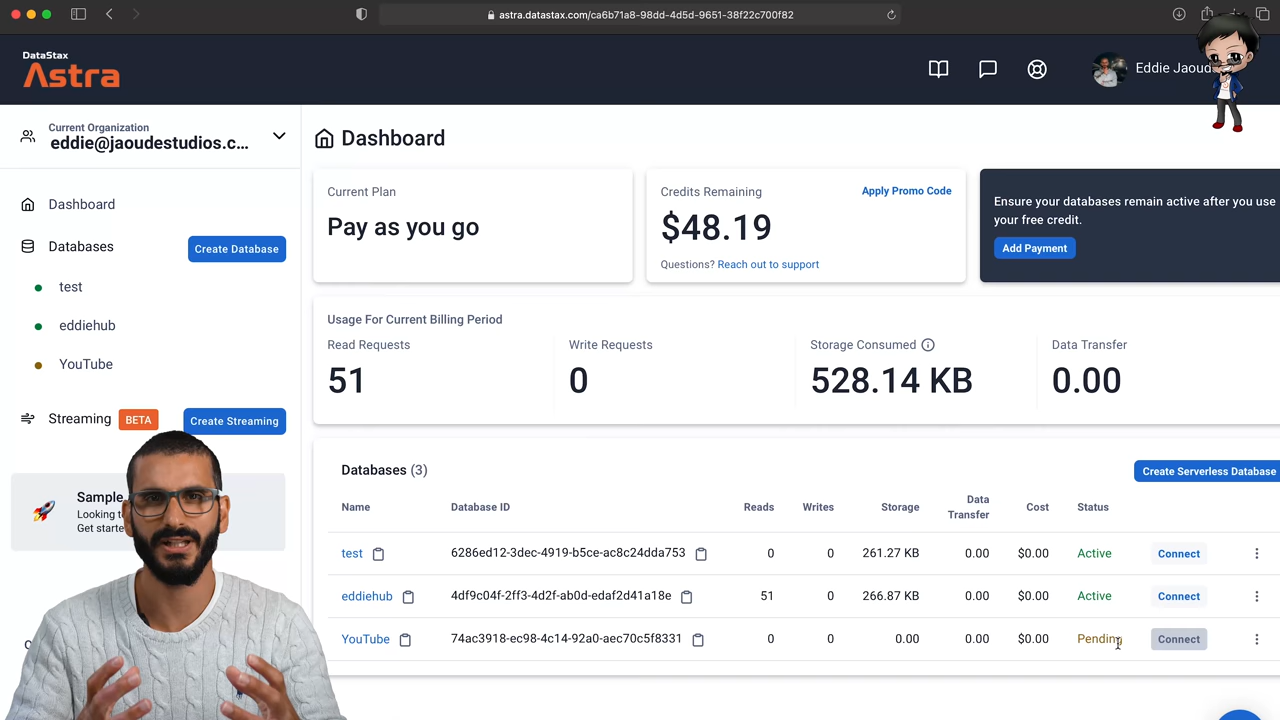 astra.datastax.com/ca6b71a8-98dd-4d5d-9651-38f22c700f82
DataStax
Astra
Eddie Jaoud
Current Organization
eddie@jaoudestudios.c...
Dashboard
Databases
Create Database
test
eddiehub
YouTube
Streaming
BETA
Create Streaming
Sample
Looking to
Get starte
Dashboard
Current Plan
Pay as you go
Credits Remaining
Apply Promo Code
$48.19
Questions? Reach out to support
Ensure your databases remain active after you use
your free credit.
Add Payment
Usage For Current Billing Period
Read Requests Write Requests Storage Consumed Data Transfer
51 0 528.14 KB 0.00
Databases (3)
Create Serverless Database
Name Database ID Reads Writes Storage Data Transfer Cost Status
test 6286ed12-3dec-4919-b5ce-ac8c24dda753 0 0 261.27 KB 0.00 $0.00 Active Connect
eddiehub 4df9c04f-2ff3-4d2f-ab0d-edaf2d41a18e 51 0 266.87 KB 0.00 $0.00 Active Connect
YouTube 74ac3918-ec98-4c14-92a0-aec70c5f8331 0 0 0.00 0.00 $0.00 Pending Connect